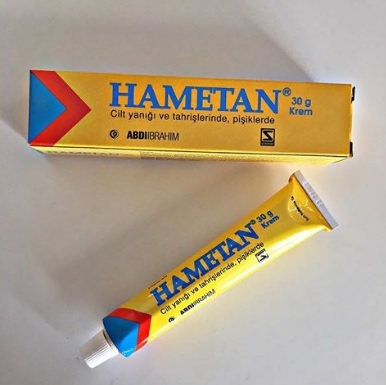 HAMETAN® 30 g
Krem
Cilt yanığı ve tahrişlerinde, pişiklerde
ABDİİBRAHİM
HAMETAN® 30 g
Krem
Cilt yanığı ve tahrişlerinde, pişiklerde
ABDİİBRAHİM